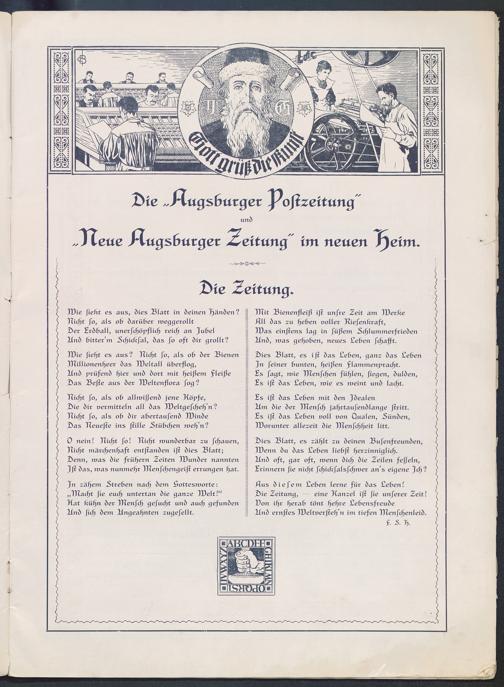 Gott grüß die Kunst
Die „Augsburger Postzeitung“
und
„Neue Augsburger Zeitung“ im neuen Heim.
Die Zeitung.
Wie sieht es aus, dies Blatt in deinen Händen?
Nicht so, als ob darüber weggerollt
Der Erdball, unerschöpflich reich an Jubel
Und bitter'm Schicksal, das so oft dir grollt?
Wie sieht es aus? Nicht so, als ob der Bienen
Millionenheer das Weltall überflog,
Und prüfend hier und dort mit heißem Fleiße
Das Beste aus der Weltenflora sog?
Nicht so, als ob allwissend jene Köpfe,
Die dir vermitteln all das Weltgescheh'n?
Nicht so, als ob dir abertausend Winde
Das Neueste ins stille Stübchen weh'n?
O nein! Nicht so! Nicht wunderbar zu schauen,
Nicht märchenhaft entstanden ist dies Blatt;
Denn, was die frühern Zeiten Wunder nannten
Ist das, was nunmehr Menschengeist errungen hat.
In zähem Streben nach dem Gottesworte:
„Macht sie euch untertan die ganze Welt!“
Hat kühn der Mensch gesucht und auch gefunden
Und sich dem Ungeahnten zugesellt.
Mit Bienenfleiß ist unsre Zeit am Werke
All das zu heben voller Riesenkraft,
Was einstens lag in süßem Schlummerfrieden
Und, was gehoben, neues Leben schafft.
Dies Blatt, es ist das Leben, ganz das Leben
In seiner bunten, heißen Flammenpracht.
Es sagt, wie Menschen fühlen, siegen, dulden,
Es ist das Leben, wie es weint und lacht.
Es ist das Leben mit den Idealen
Um die der Mensch jahrtausendlange stritt.
Es ist das Leben voll von Qualen, Sünden,
Worunter allezeit die Menschheit litt.
Dies Blatt, es zählt zu deinen Busenfreunden,
Wenn du das Leben liebst herzinniglich.
Und oft, gar oft, wenn dich die Zeilen fesseln,
Erinnern sie nicht schicksalsschwer an's eigene Ich?
Aus diesem Leben lerne für das Leben!
Die Zeitung, — eine Kanzel ist sie unserer Zeit!
Von ihr herab tönt hehre Lebensfreude
Und ernstes Weltversteh'n im tiefen Menschenleid.
f. S. H.